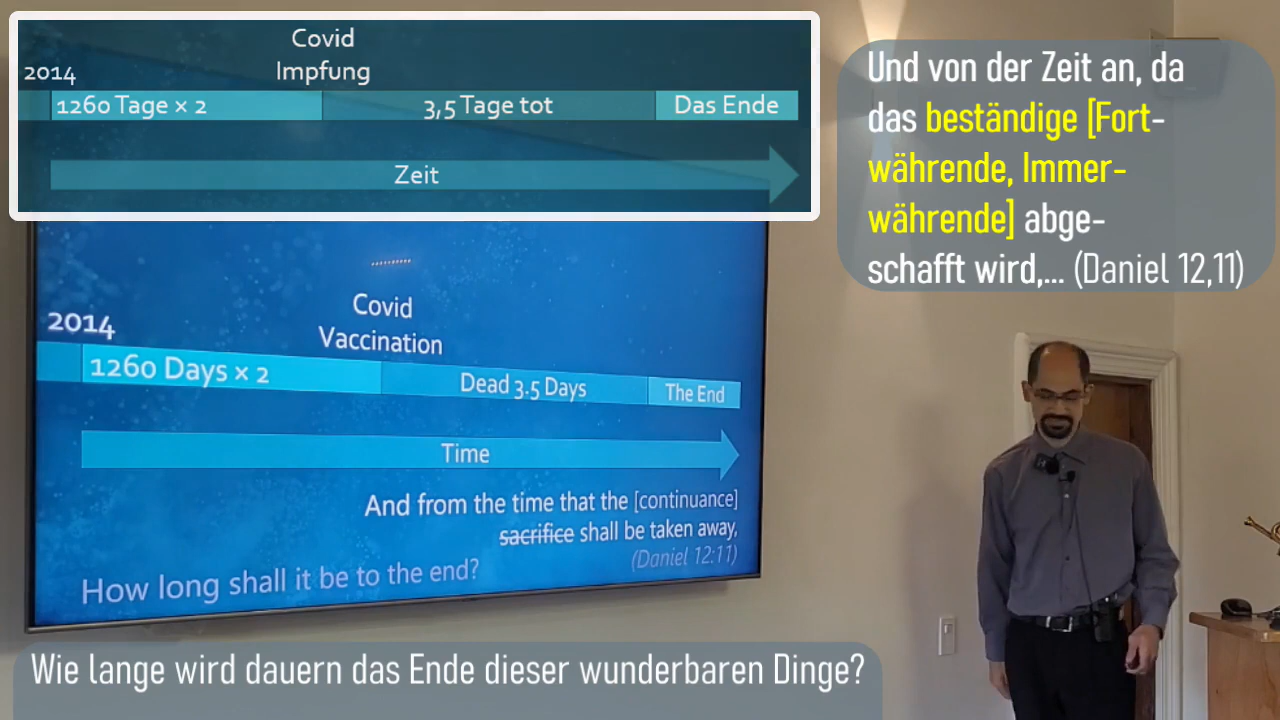 Covid
Impfung
2014
1260 Tage × 2
3,5 Tage tot
Das Ende
Zeit
Und von der Zeit an, da
das beständige [Fort-
währende, Immer-
währende] abge-
schafft wird,... (Daniel 12,11)
Covid
Vaccination
2014
1260 Days × 2
Dead 3.5 Days
The End
Time
And from the time that the [continuance]
sacrifice shall be taken away,
(Daniel 12:11)
How long shall it be to the end?
Wie lange wird dauern das Ende dieser wunderbaren Dinge?